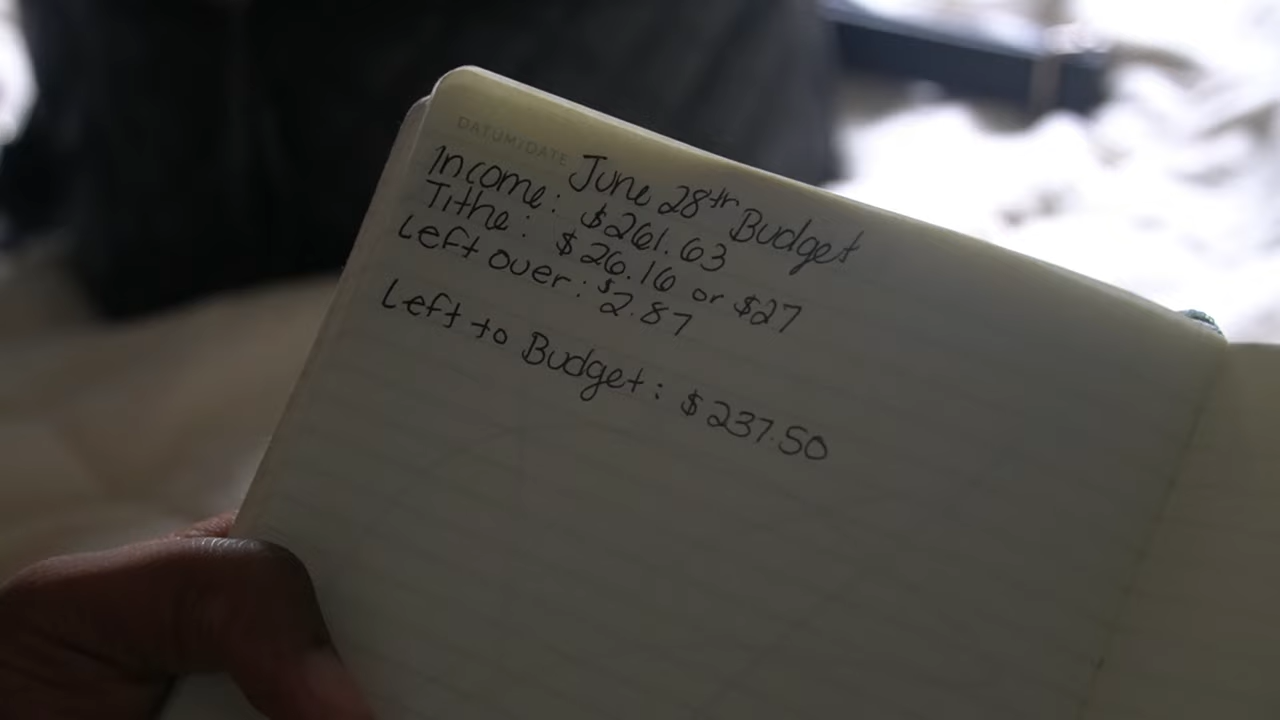 DATUM/DATE
June 28th Budget
Income: $261.63
Tithe: $26.16 or $27
Left over: $2.87
Left to Budget: $237.50